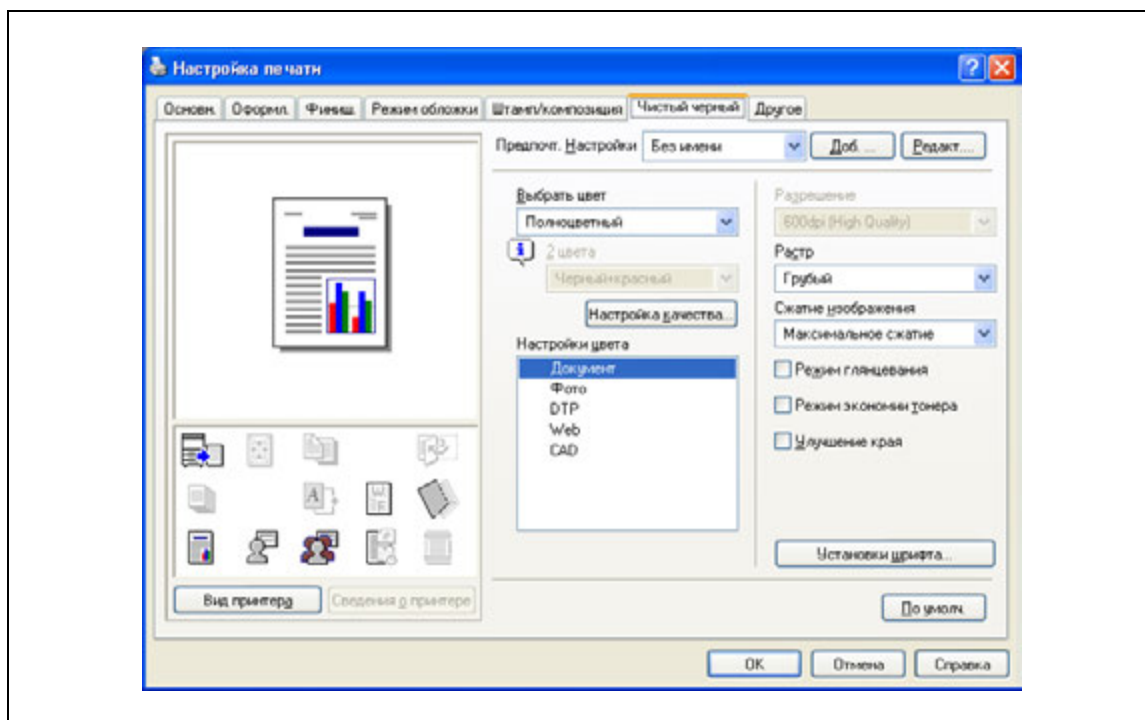 Настройка печати
Основн. Оформл. Финиш. Режим обложки Штамп/композиция Чистый черный Другое
Предпочт. Настройки Без имени Доб. ... Редакт....
Выбрать цвет
Полноцветный
2 цвета
Черный+красный
Настройка качества...
Настройки цвета
Документ
Фото
DTP
Web
CAD
Разрешение
600dpi (High Quality)
Растр
Грубый
Сжатие изображения
Максимальное сжатие
Режим глянцевания
Режим экономии тонера
Улучшение края
Установки шрифта...
Вид принтера Сведения о принтере
По умолч.
OK Отмена Справка